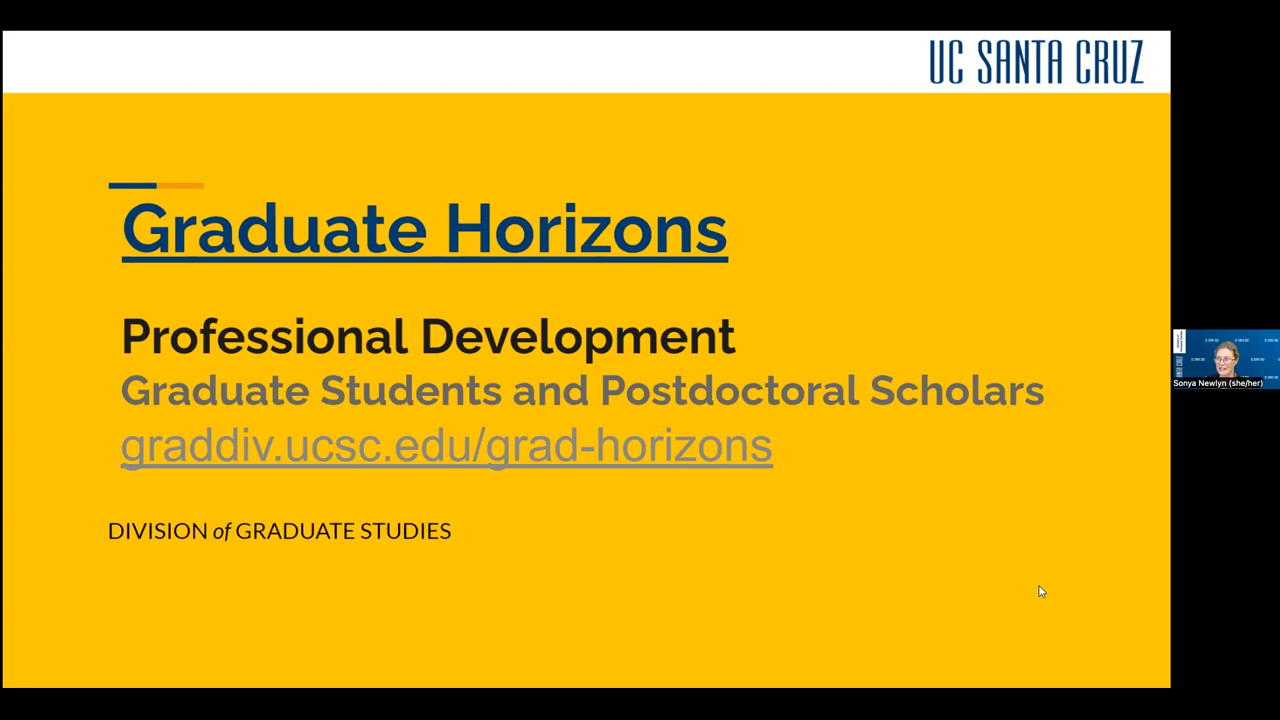 UC SANTA CRUZ
Graduate Horizons
Professional Development
Graduate Students and Postdoctoral Scholars
graddiv.ucsc.edu/grad-horizons
DIVISION of GRADUATE STUDIES
Sonya Newlyn (she/her)